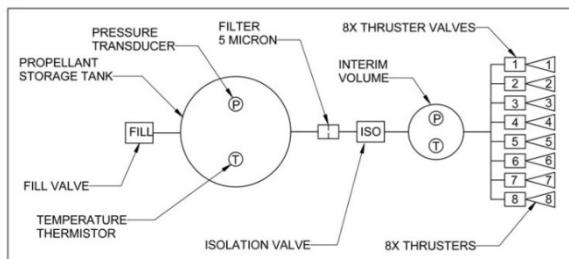 PRESSURE
TRANSDUCER
FILTER
5 MICRON
8X THRUSTER VALVES
PROPELLANT
STORAGE TANK
INTERIM
VOLUME
P
T
FILL
ISO
P
T
1 1
2 2
3 3
4 4
5 5
6 6
7 7
8 8
FILL VALVE
TEMPERATURE
THERMISTOR
ISOLATION VALVE
8X THRUSTERS